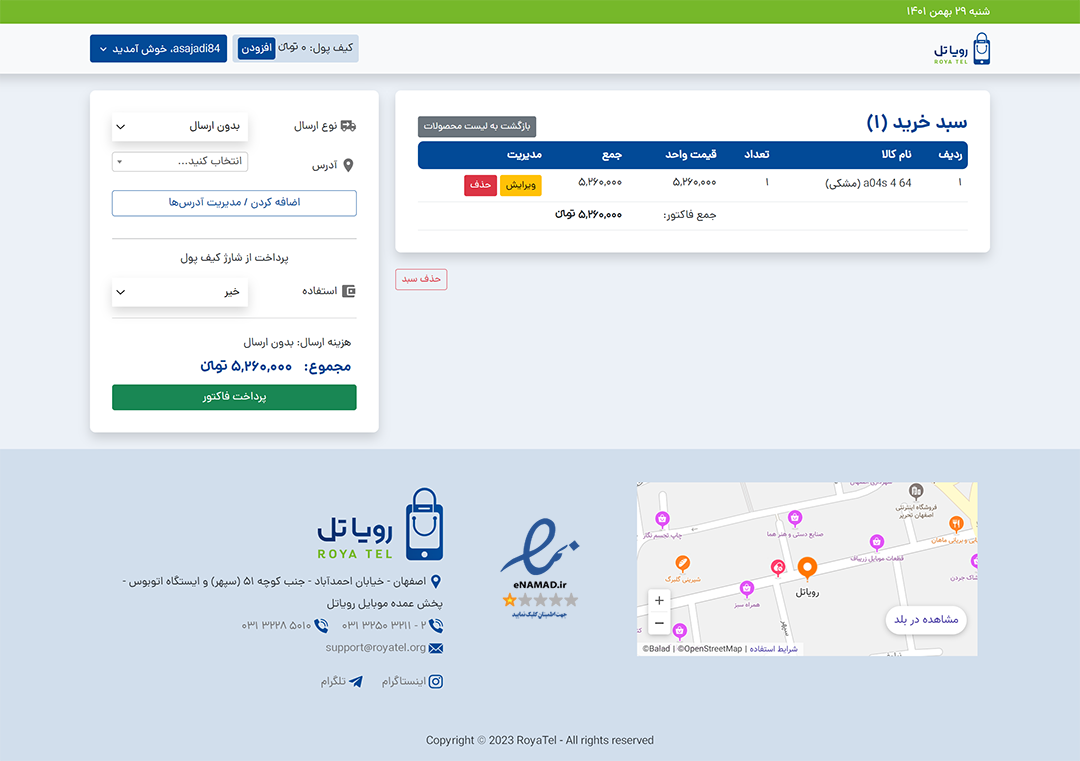 شنبه ۲۹ بهمن ۱۴۰۱
رویا تل
ROYA TEL
کیف پول: ۰ تومان افزودن
asajadi84، خوش آمدید
سبد خرید (۱)
بازگشت به لیست محصولات
ردیف نام کالا تعداد قیمت واحد جمع مدیریت
۱ a04s 4 64 (مشکی) ۱ ۵,۲۶۰,۰۰۰ ۵,۲۶۰,۰۰۰ ویرایش حذف
جمع فاکتور: ۵,۲۶۰,۰۰۰ تومان
حذف سبد
نوع ارسال بدون ارسال
آدرس انتخاب کنید...
اضافه کردن / مدیریت آدرس‌ها
پرداخت از شارژ کیف پول
استفاده خیر
هزینه ارسال: بدون ارسال
مجموع: ۵,۲۶۰,۰۰۰ تومان
پرداخت فاکتور
فروشگاه اینترنتی
اصفهان تحریر
چاپ تجسم نگار
صنایع دستی و هنر هما
قطعات موبایل زریباف
شیرینی گلبرگ
رویاتل
همراه سبز
سپهر
شاک جردن
مشاهده در بلد
+
−
©Balad | ©OpenStreetMap | شرایط استفاده
eNAMAD.ir
جهت اطمینان کلیک نمایید
رویا تل
ROYA TEL
اصفهان - خیابان احمدآباد - جنب کوچه ۵۱ (سپهر) و ایستگاه اتوبوس -
پخش عمده موبایل رویاتل
۰۳۱ ۳۲۵۰ ۳۲۱۱ - ۲ ۰۳۱ ۳۲۲۸ ۵۰۱۰
support@royatel.org
اینستاگرام تلگرام
Copyright © 2023 RoyaTel - All rights reserved